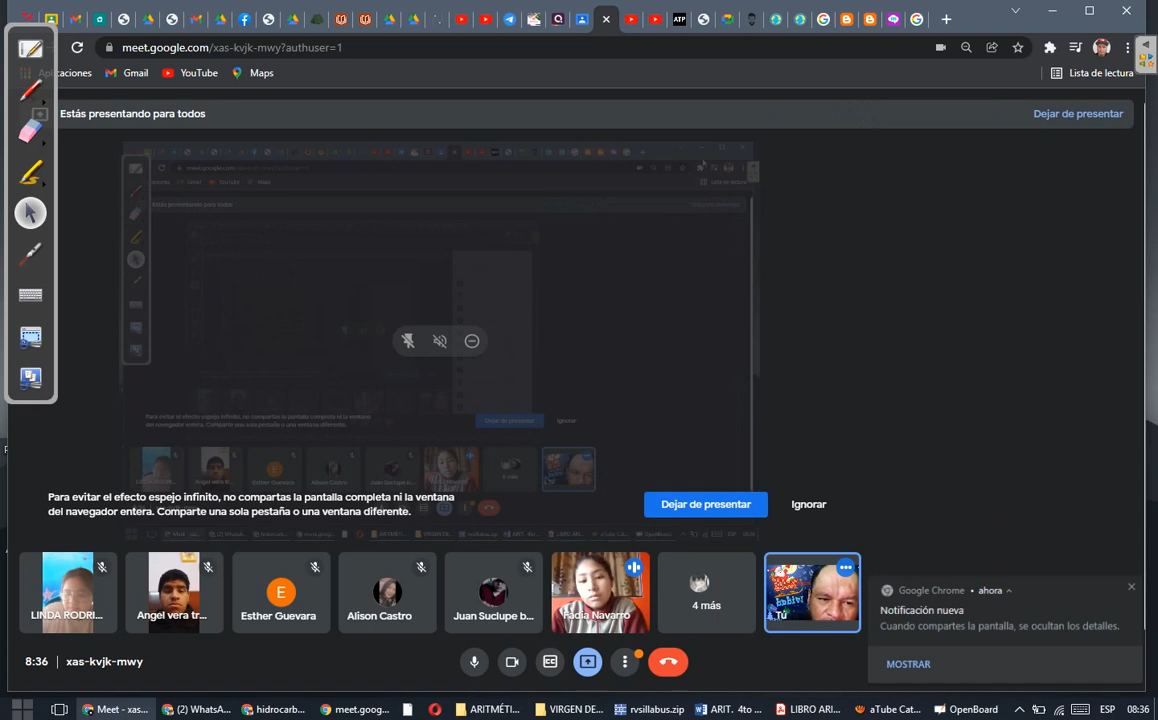 meet.google.com/xas-kvjk-mwy?authuser=1
Aplicaciones Gmail YouTube Maps Lista de lectura
Estás presentando para todos Dejar de presentar
Para evitar el efecto espejo infinito, no compartas la pantalla completa ni la ventana
del navegador entera. Comparte una sola pestaña o una ventana diferente.
Dejar de presentar Ignorar
LINDA RODRI...
Angel vera tr...
Esther Guevara
Alison Castro
Juan Suclupe b...
Fadia Navarro
4 más
Tú
Google Chrome • ahora
Notificación nueva
Cuando compartes la pantalla, se ocultan los detalles.
MOSTRAR
8:36 | xas-kvjk-mwy
Meet - xas... (2) WhatsA... hidrocarb... meet.goog... ARITMÉTI... VIRGEN DE... rvsillabus.zip ARIT. 4to ... LIBRO ARI... aTube Cat... OpenBoard ESP 08:36